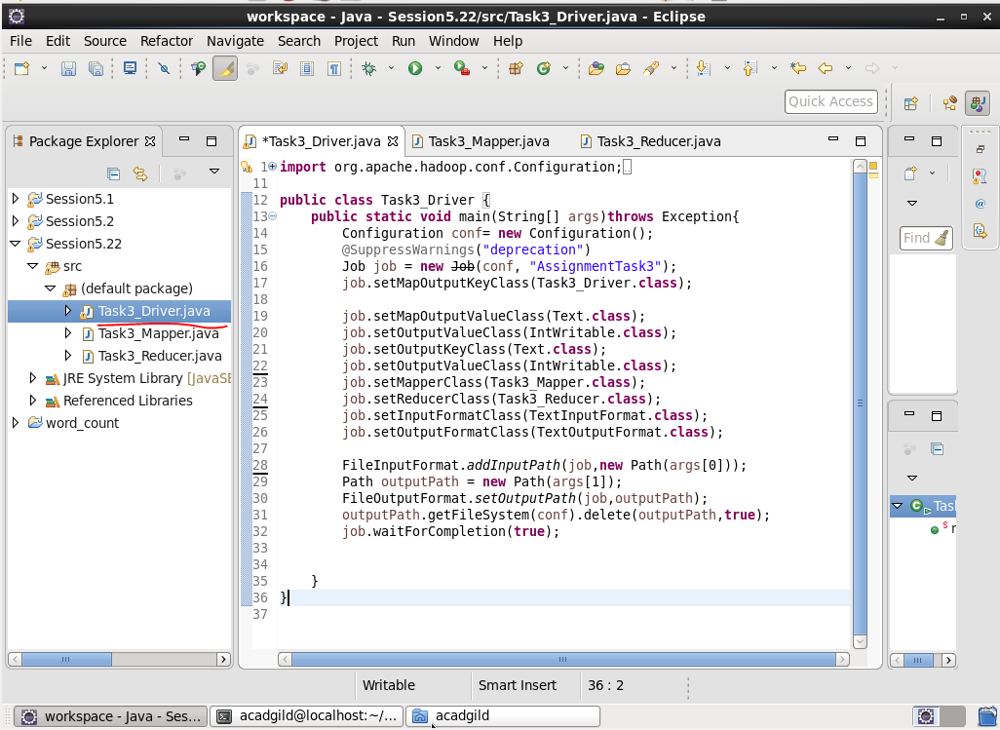 workspace - Java - Session5.22/src/Task3_Driver.java - Eclipse
File Edit Source Refactor Navigate Search Project Run Window Help
Quick Access
Package Explorer
*Task3_Driver.java
Task3_Mapper.java
Task3_Reducer.java
Session5.1
Session5.2
Session5.22
src
(default package)
Task3_Driver.java
Task3_Mapper.java
Task3_Reducer.java
JRE System Library [JavaSE
Referenced Libraries
word_count
1 import org.apache.hadoop.conf.Configuration;
11
12 public class Task3_Driver {
13 public static void main(String[] args)throws Exception{
14 Configuration conf= new Configuration();
15 @SuppressWarnings("deprecation")
16 Job job = new Job(conf, "AssignmentTask3");
17 job.setMapOutputKeyClass(Task3_Driver.class);
18
19 job.setMapOutputValueClass(Text.class);
20 job.setOutputValueClass(IntWritable.class);
21 job.setOutputKeyClass(Text.class);
22 job.setOutputValueClass(IntWritable.class);
23 job.setMapperClass(Task3_Mapper.class);
24 job.setReducerClass(Task3_Reducer.class);
25 job.setInputFormatClass(TextInputFormat.class);
26 job.setOutputFormatClass(TextOutputFormat.class);
27
28 FileInputFormat.addInputPath(job,new Path(args[0]));
29 Path outputPath = new Path(args[1]);
30 FileOutputFormat.setOutputPath(job,outputPath);
31 outputPath.getFileSystem(conf).delete(outputPath,true);
32 job.waitForCompletion(true);
33
34
35 }
36 }
37
Find
Tas
Writable
Smart Insert
36 : 2
workspace - Java - Ses...
acadgild@localhost:~/...
acadgild